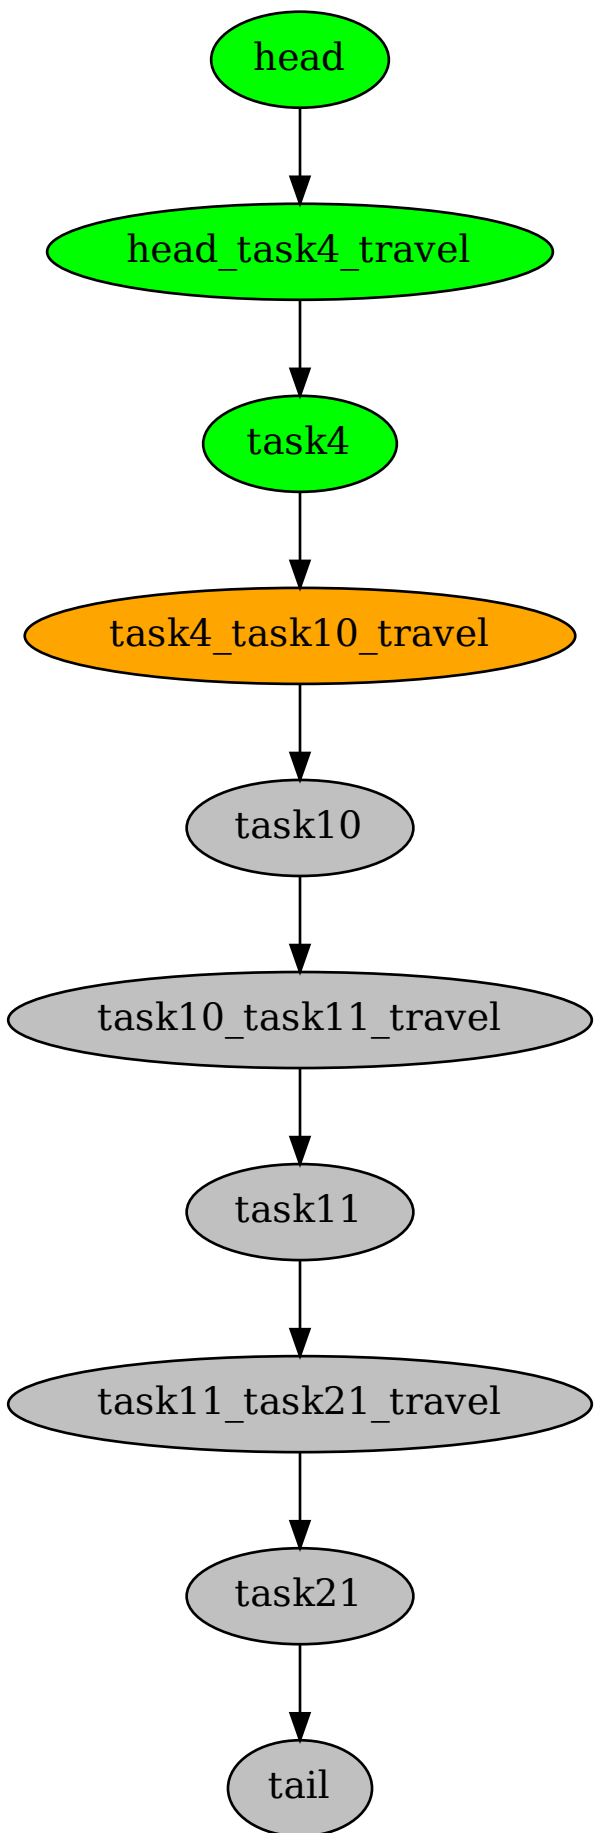 head
head_task4_travel
task4
task4_task10_travel
task10
task10_task11_travel
task11
task11_task21_travel
task21
tail